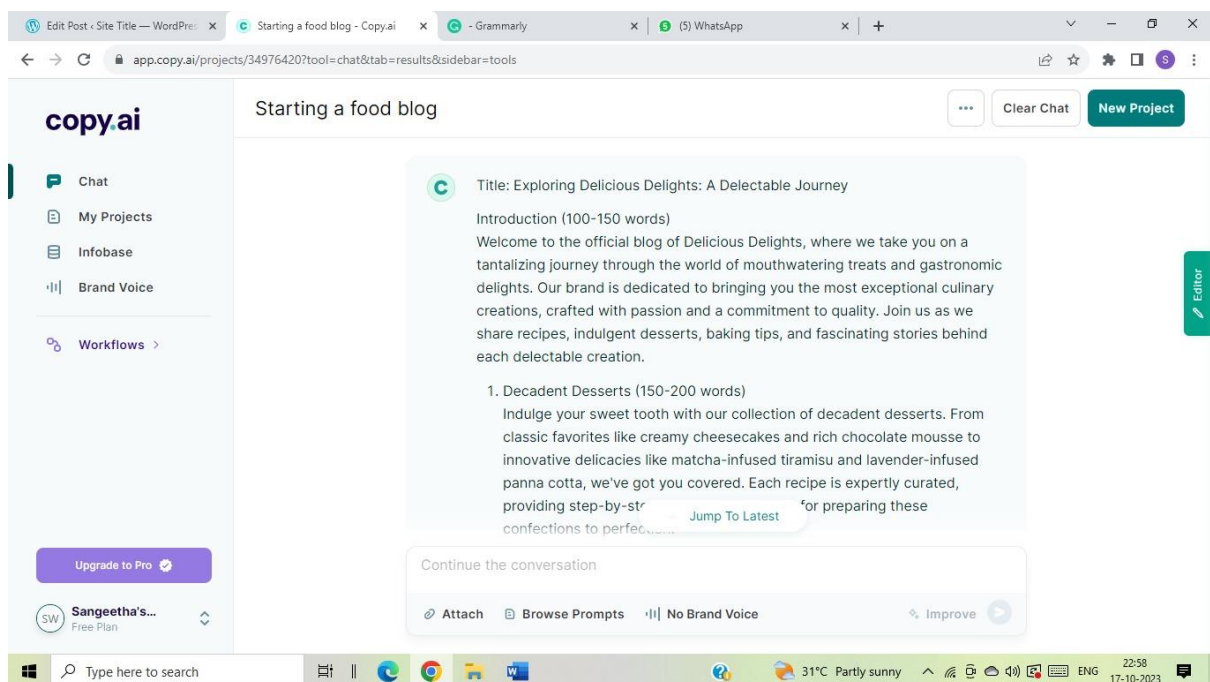 Edit Post ‹ Site Title — WordPres
Starting a food blog - Copy.ai
- Grammarly
(5) WhatsApp
app.copy.ai/projects/34976420?tool=chat&tab=results&sidebar=tools
S
copy.ai
Starting a food blog
Clear Chat
New Project
Chat
My Projects
Infobase
Brand Voice
Workflows
Editor
C
Title: Exploring Delicious Delights: A Delectable Journey
Introduction (100-150 words)
Welcome to the official blog of Delicious Delights, where we take you on a
tantalizing journey through the world of mouthwatering treats and gastronomic
delights. Our brand is dedicated to bringing you the most exceptional culinary
creations, crafted with passion and a commitment to quality. Join us as we
share recipes, indulgent desserts, baking tips, and fascinating stories behind
each delectable creation.
1. Decadent Desserts (150-200 words)
Indulge your sweet tooth with our collection of decadent desserts. From
classic favorites like creamy cheesecakes and rich chocolate mousse to
innovative delicacies like matcha-infused tiramisu and lavender-infused
panna cotta, we've got you covered. Each recipe is expertly curated,
providing for preparing these
confections to
Jump To Latest
Continue the conversation
Attach
Browse Prompts
No Brand Voice
Improve
Upgrade to Pro
SW
Sangeetha's...
Free Plan
Type here to search
31°C Partly sunny
ENG
22:58
17-10-2023